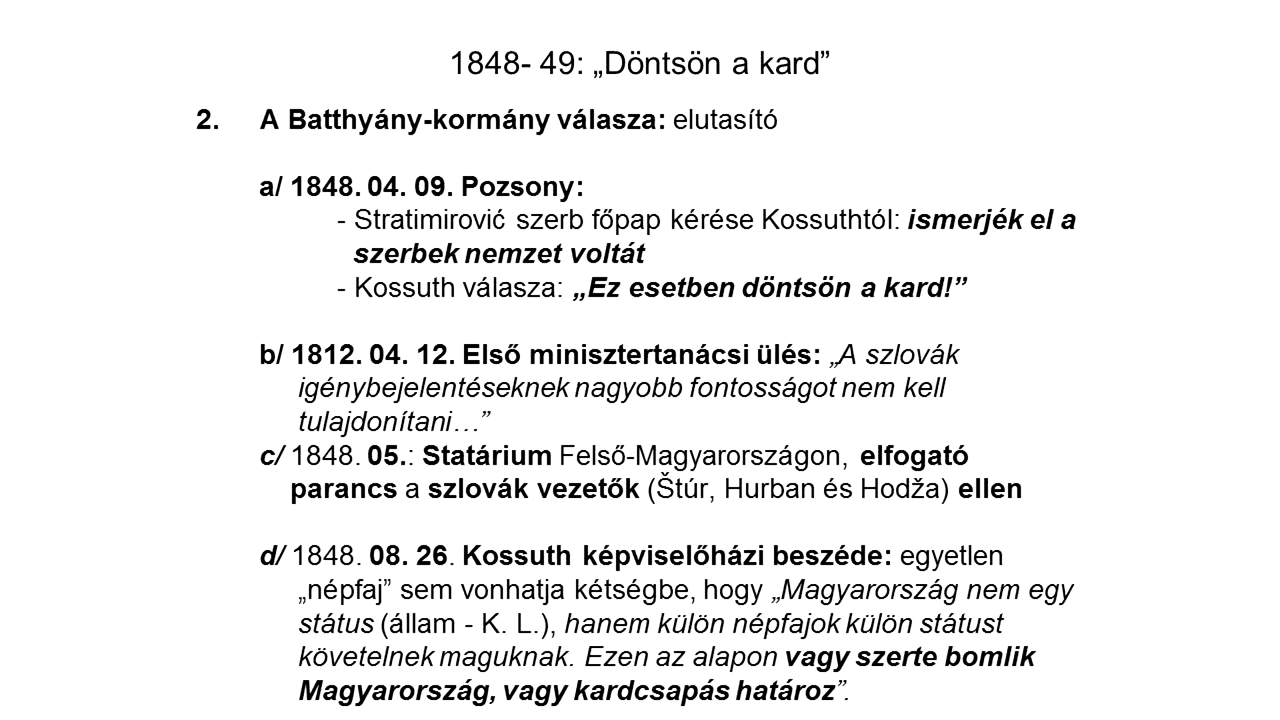 1848- 49: „Döntsön a kard”
2. A Batthyány-kormány válasza: elutasító
a/ 1848. 04. 09. Pozsony:
- Stratimirović szerb főpap kérése Kossuthtól: ismerjék el a
szerbek nemzet voltát
- Kossuth válasza: „Ez esetben döntsön a kard!”
b/ 1812. 04. 12. Első minisztertanácsi ülés: „A szlovák
igénybejelentéseknek nagyobb fontosságot nem kell
tulajdonítani…”
c/ 1848. 05.: Statárium Felső-Magyarországon, elfogató
parancs a szlovák vezetők (Štúr, Hurban és Hodža) ellen
d/ 1848. 08. 26. Kossuth képviselőházi beszéde: egyetlen
„népfaj” sem vonhatja kétségbe, hogy „Magyarország nem egy
státus (állam - K. L.), hanem külön népfajok külön státust
követelnek maguknak. Ezen az alapon vagy szerte bomlik
Magyarország, vagy kardcsapás határoz”.